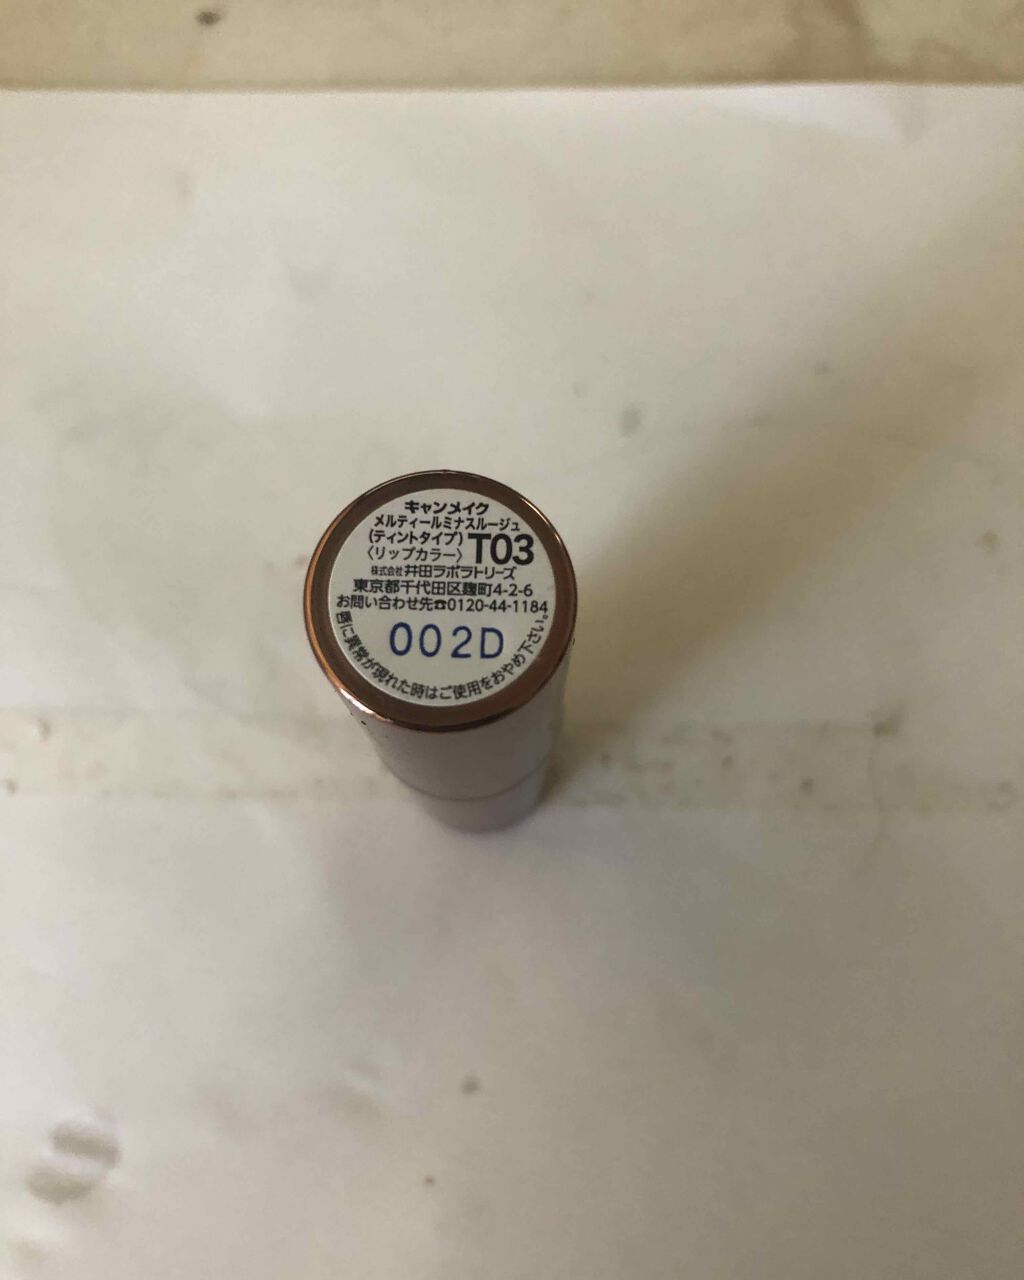 キャンメイク
メルティールミナスルージュ
(ティントタイプ)
〈リップカラー〉 T03
株式会社 井田ラボラトリーズ
東京都千代田区麹町4-2-6
お問い合わせ先☎0120-44-1184
002D
唇に異常が現れた時はご使用をおやめ下さい。